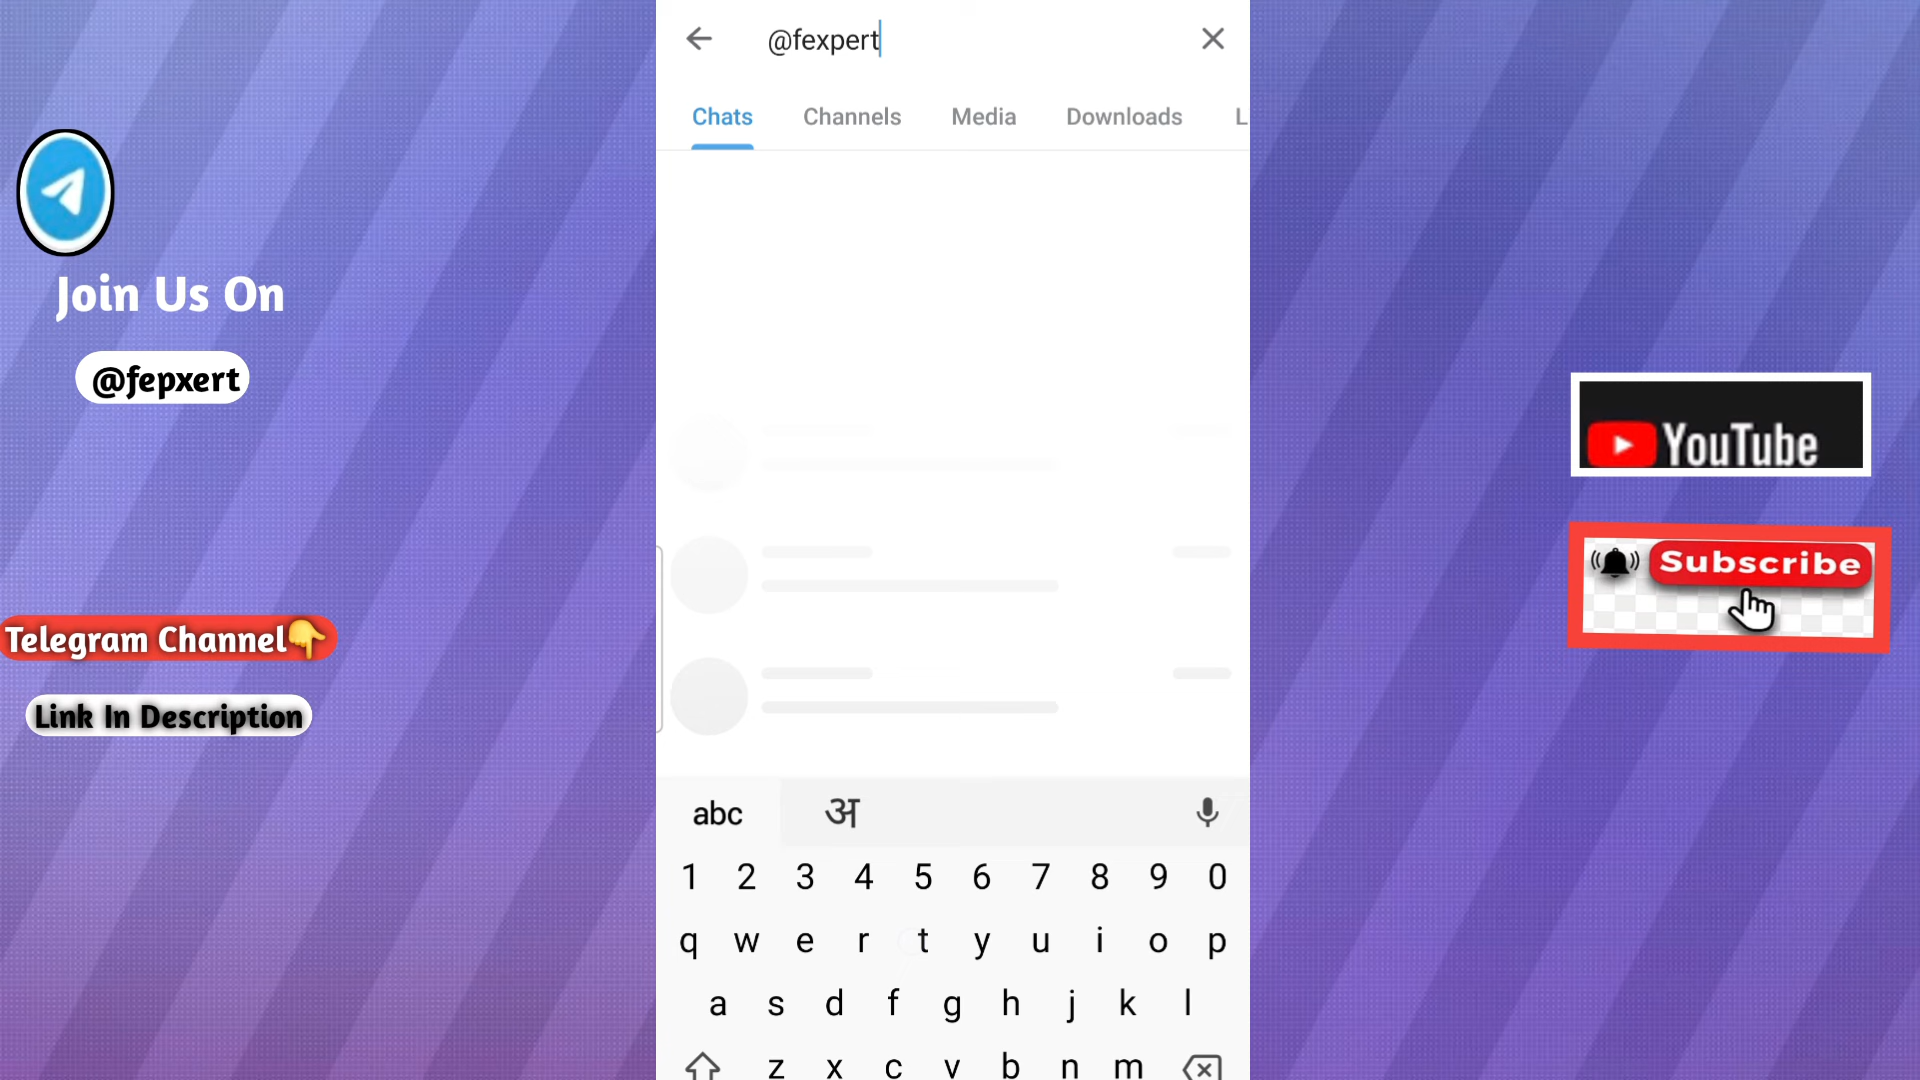 @fexpert
Chats Channels Media Downloads L
Join Us On
@fepxert
Telegram Channel👇
Link In Description
YouTube
Subscribe
abc अ
1 2 3 4 5 6 7 8 9 0
q w e r t y u i o p
a s d f g h j k l
z x c v b n m